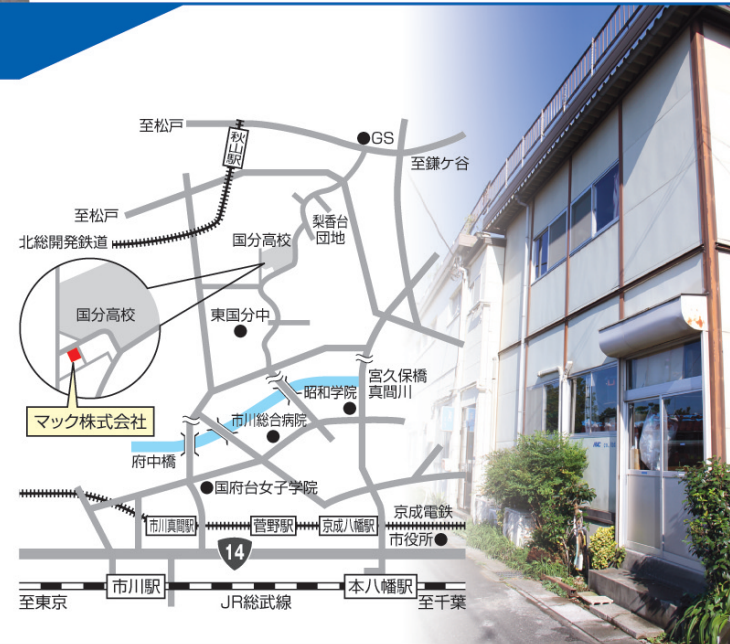 至松戸
秋山駅
GS
至鎌ケ谷
至松戸
梨香台
団地
北総開発鉄道
国分高校
国分高校
東国分中
マック株式会社
宮久保橋
真間川
昭和学院
市川総合病院
府中橋
国府台女子学院
京成電鉄
市川真間駅
菅野駅
京成八幡駅
市役所
14
市川駅
本八幡駅
至東京
JR総武線
至千葉